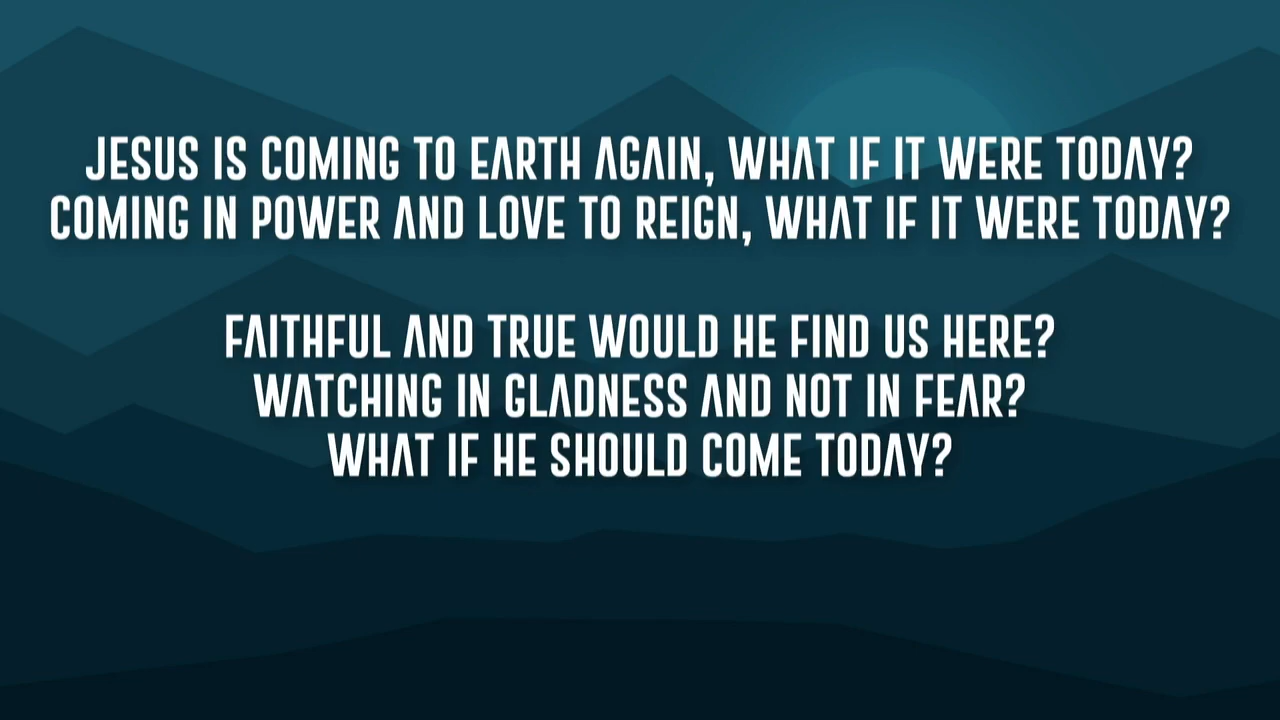 JESUS IS COMING TO EARTH AGAIN, WHAT IF IT WERE TODAY?
COMING IN POWER AND LOVE TO REIGN, WHAT IF IT WERE TODAY?
FAITHFUL AND TRUE WOULD HE FIND US HERE?
WATCHING IN GLADNESS AND NOT IN FEAR?
WHAT IF HE SHOULD COME TODAY?